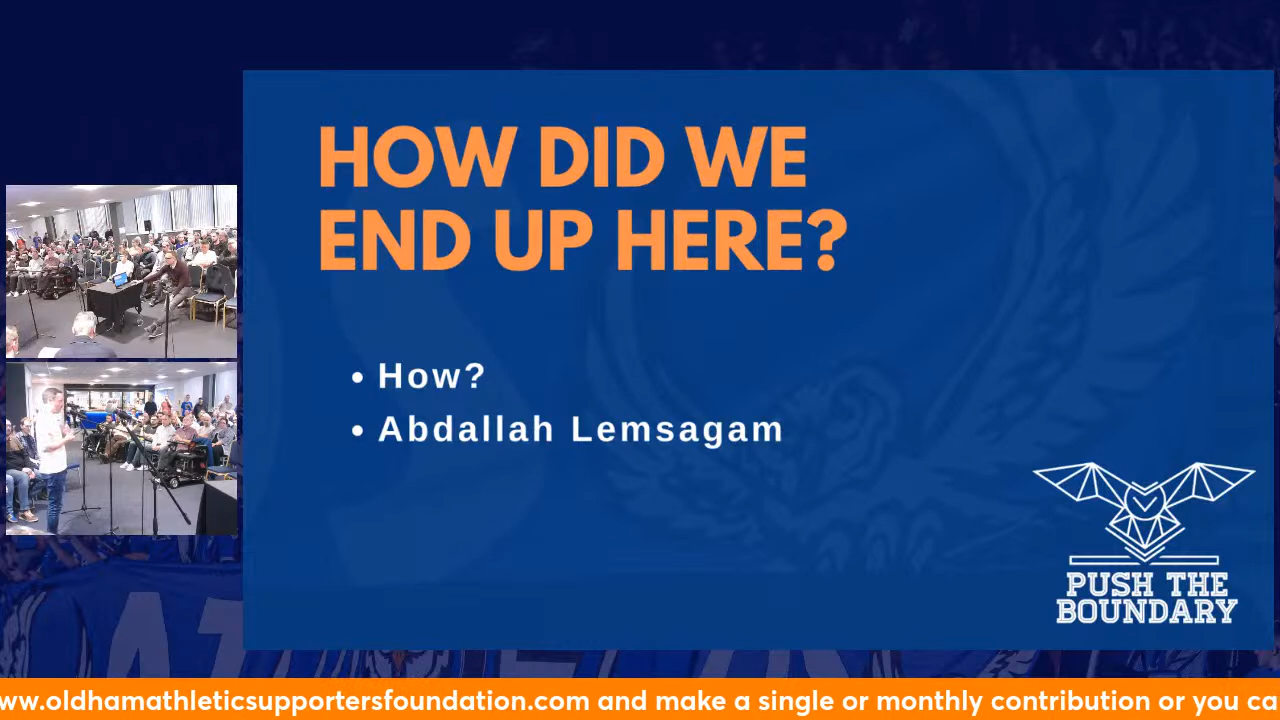 HOW DID WE
END UP HERE?
• How?
• Abdallah Lemsagam
PUSH THE
BOUNDARY
ww.oldhamathleticsupportersfoundation.com and make a single or monthly contribution or you ca